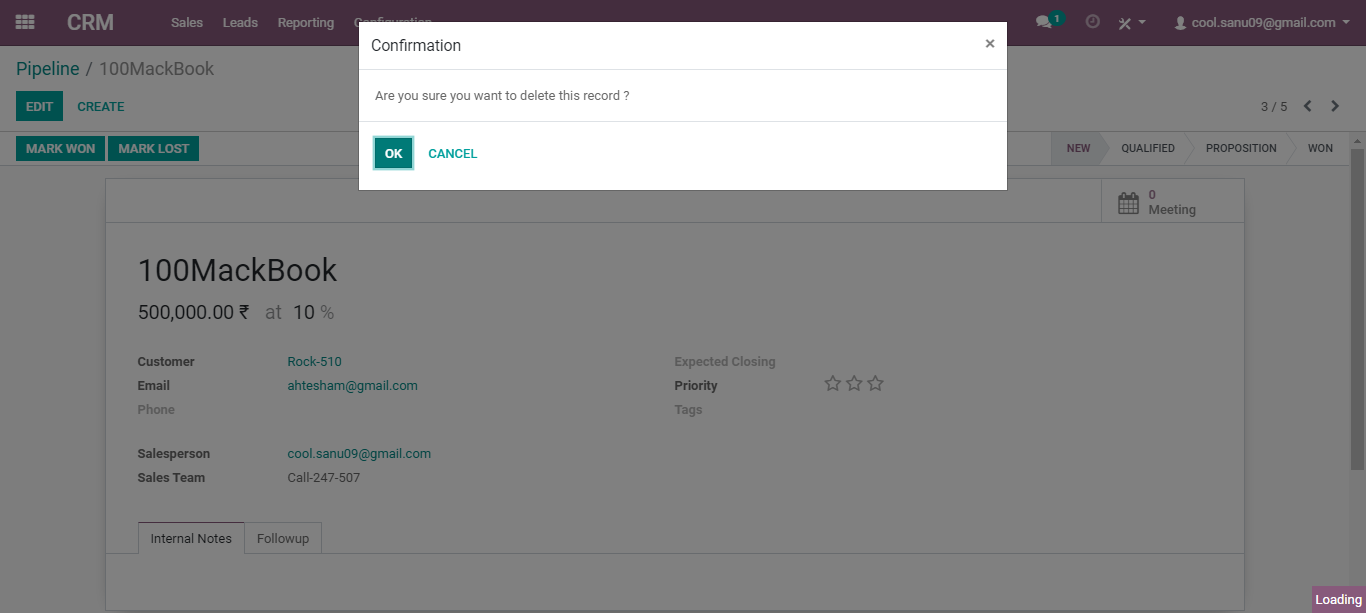 CRM Sales Leads Reporting Configuration 1 cool.sanu09@gmail.com
Confirmation ×
Pipeline / 100MackBook
Are you sure you want to delete this record ?
EDIT CREATE 3 / 5
OK CANCEL
MARK WON MARK LOST NEW QUALIFIED PROPOSITION WON
0
Meeting
100MackBook
500,000.00 ₹ at 10 %
Customer Rock-510 Expected Closing
Email ahtesham@gmail.com Priority
Phone Tags
Salesperson cool.sanu09@gmail.com
Sales Team Call-247-507
Internal Notes Followup
Loading